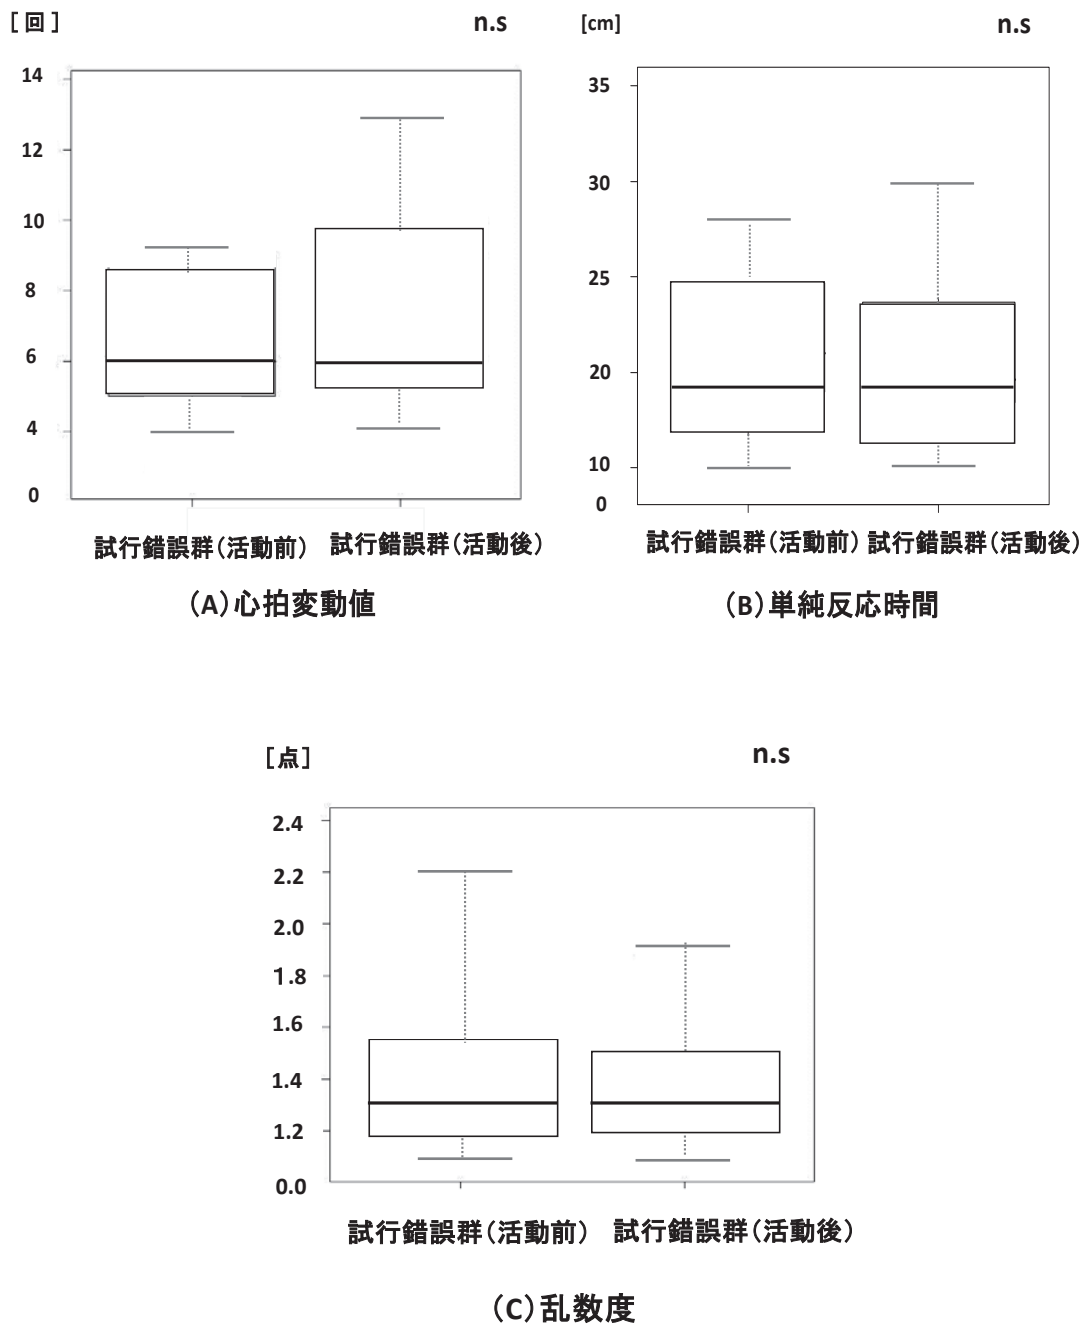 [回]
n.s
14
12
10
8
6
4
0
試行錯誤群(活動前)
試行錯誤群(活動後)
(A)心拍変動値
[cm]
n.s
35
30
25
20
10
0
試行錯誤群(活動前)
試行錯誤群(活動後)
(B)単純反応時間
[点]
n.s
2.4
2.2
2.0
1.8
1.6
1.4
1.2
0.0
試行錯誤群(活動前)
試行錯誤群(活動後)
(C)乱数度